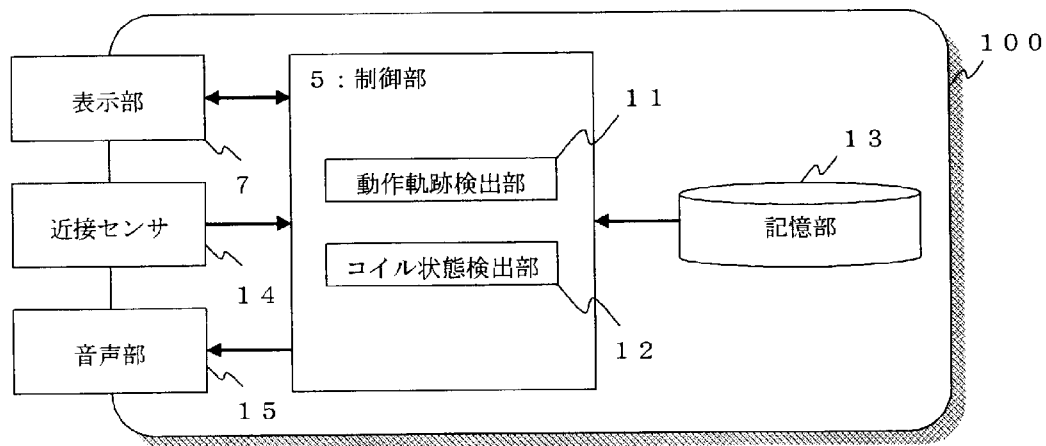 １００
５：制御部
表示部
７
１１
動作軌跡検出部
１３
記憶部
近接センサ
１４
コイル状態検出部
１２
音声部
１５